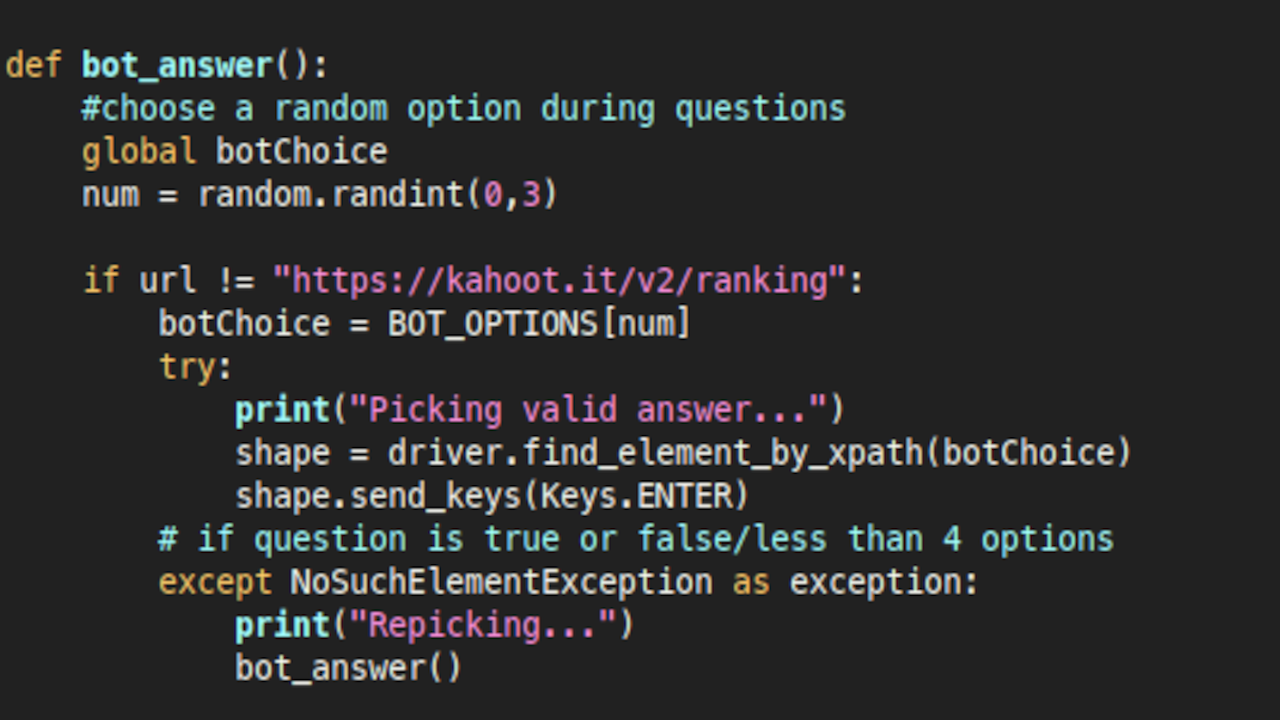 def bot_answer():
    #choose a random option during questions
    global botChoice
    num = random.randint(0,3)

    if url != "https://kahoot.it/v2/ranking":
        botChoice = BOT_OPTIONS[num]
        try:
            print("Picking valid answer...")
            shape = driver.find_element_by_xpath(botChoice)
            shape.send_keys(Keys.ENTER)
        # if question is true or false/less than 4 options
        except NoSuchElementException as exception:
            print("Repicking...")
            bot_answer()